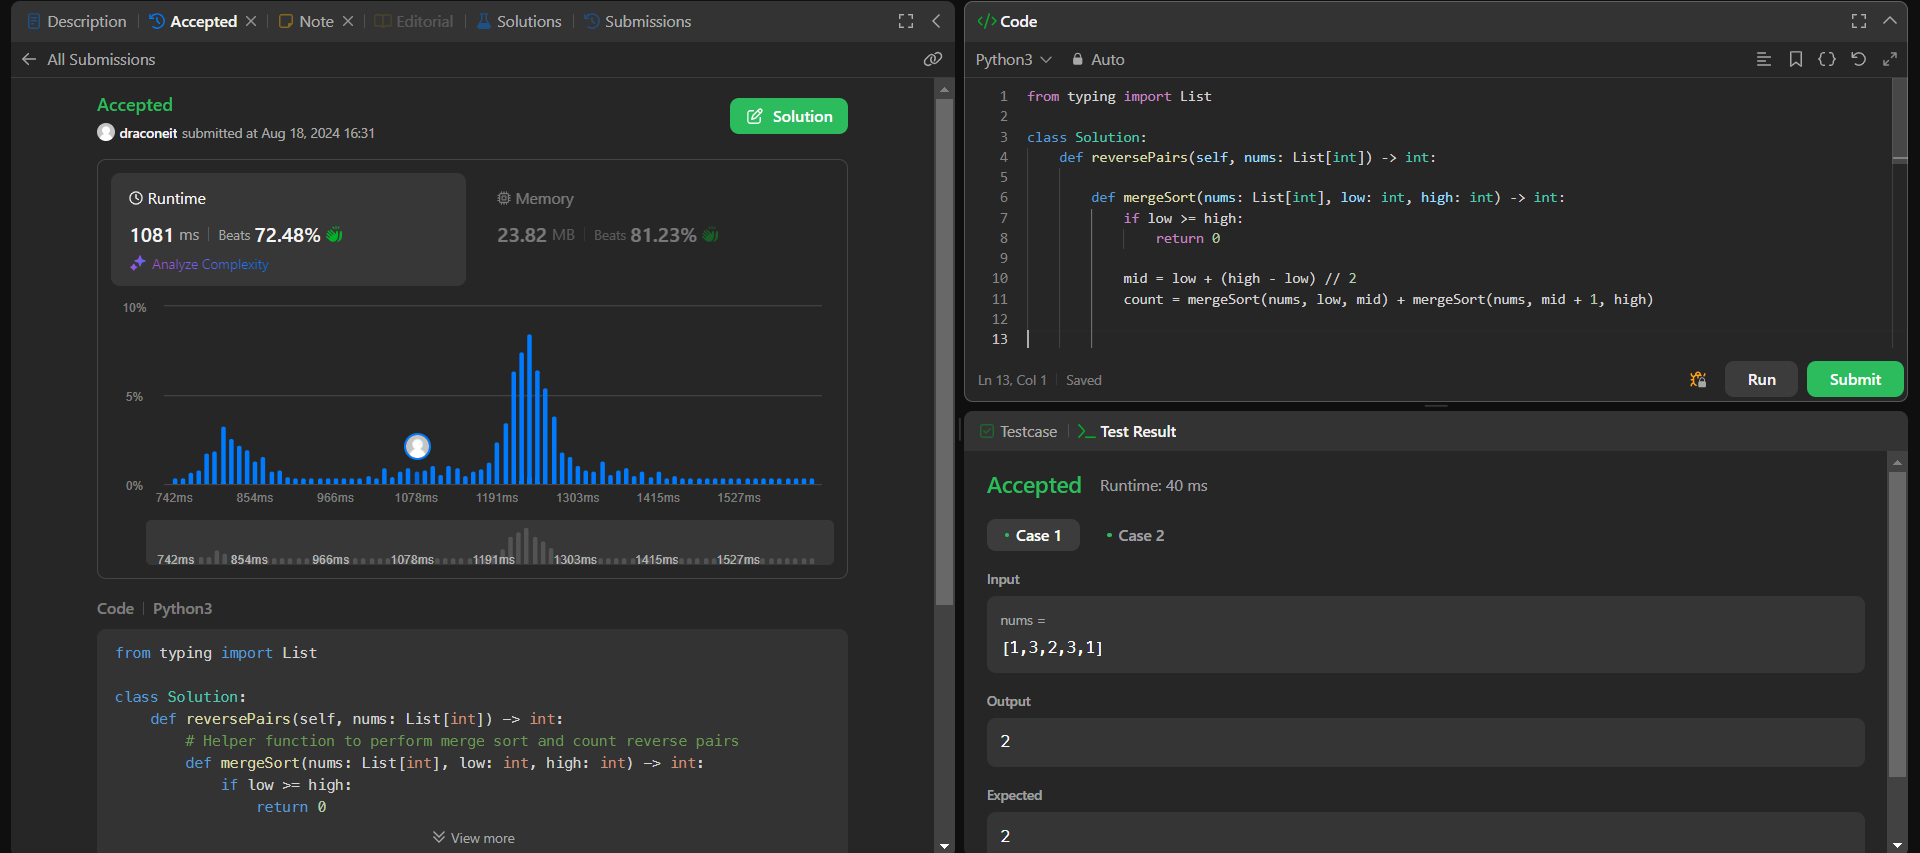 Description
Accepted
Note
Editorial
Solutions
Submissions
All Submissions
Accepted
draconeit submitted at Aug 18, 2024 16:31
Solution
Runtime
1081 ms | Beats 72.48%
Analyze Complexity
Memory
23.82 MB | Beats 81.23%
10%
5%
0%
742ms 854ms 966ms 1078ms 1191ms 1303ms 1415ms 1527ms
742ms 854ms 966ms 1078ms 1191ms 1303ms 1415ms 1527ms
Code | Python3
from typing import List
class Solution:
    def reversePairs(self, nums: List[int]) -> int:
        # Helper function to perform merge sort and count reverse pairs
        def mergeSort(nums: List[int], low: int, high: int) -> int:
            if low >= high:
                return 0
View more
</> Code
Python3
Auto
1 from typing import List
2
3 class Solution:
4     def reversePairs(self, nums: List[int]) -> int:
5
6         def mergeSort(nums: List[int], low: int, high: int) -> int:
7             if low >= high:
8                 return 0
9
10             mid = low + (high - low) // 2
11             count = mergeSort(nums, low, mid) + mergeSort(nums, mid + 1, high)
12
13
Ln 13, Col 1 | Saved
Run
Submit
Testcase
>_ Test Result
Accepted Runtime: 40 ms
• Case 1
• Case 2
Input
nums =
[1,3,2,3,1]
Output
2
Expected
2